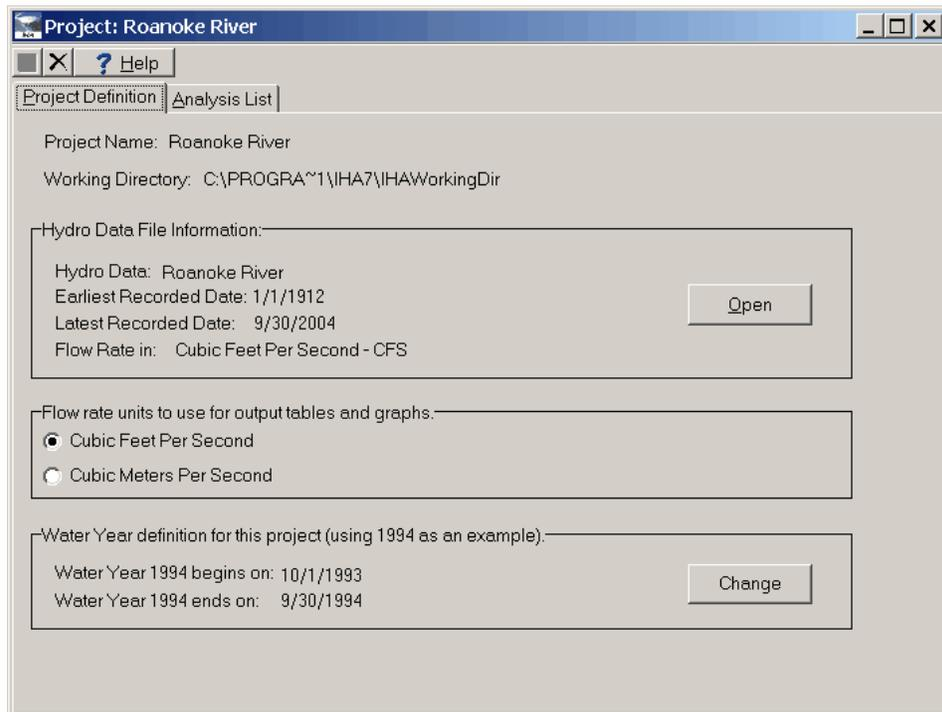 Project: Roanoke River
? Help
Project Definition
Analysis List
Project Name: Roanoke River
Working Directory: C:\PROGRA~1\IHA7\IHAWorkingDir
Hydro Data File Information:
Hydro Data: Roanoke River
Earliest Recorded Date: 1/1/1912
Latest Recorded Date: 9/30/2004
Flow Rate in: Cubic Feet Per Second - CFS
Open
Flow rate units to use for output tables and graphs.
Cubic Feet Per Second
Cubic Meters Per Second
Water Year definition for this project (using 1994 as an example).
Water Year 1994 begins on: 10/1/1993
Water Year 1994 ends on: 9/30/1994
Change